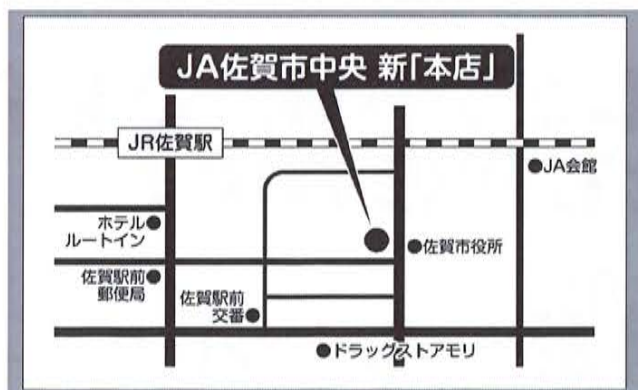 JA佐賀市中央 新「本店」
JR佐賀駅
●JA会館
ホテル
ルートイン●
●佐賀市役所
佐賀駅前
郵便局●
佐賀駅前
交番●
●ドラッグストアモリ